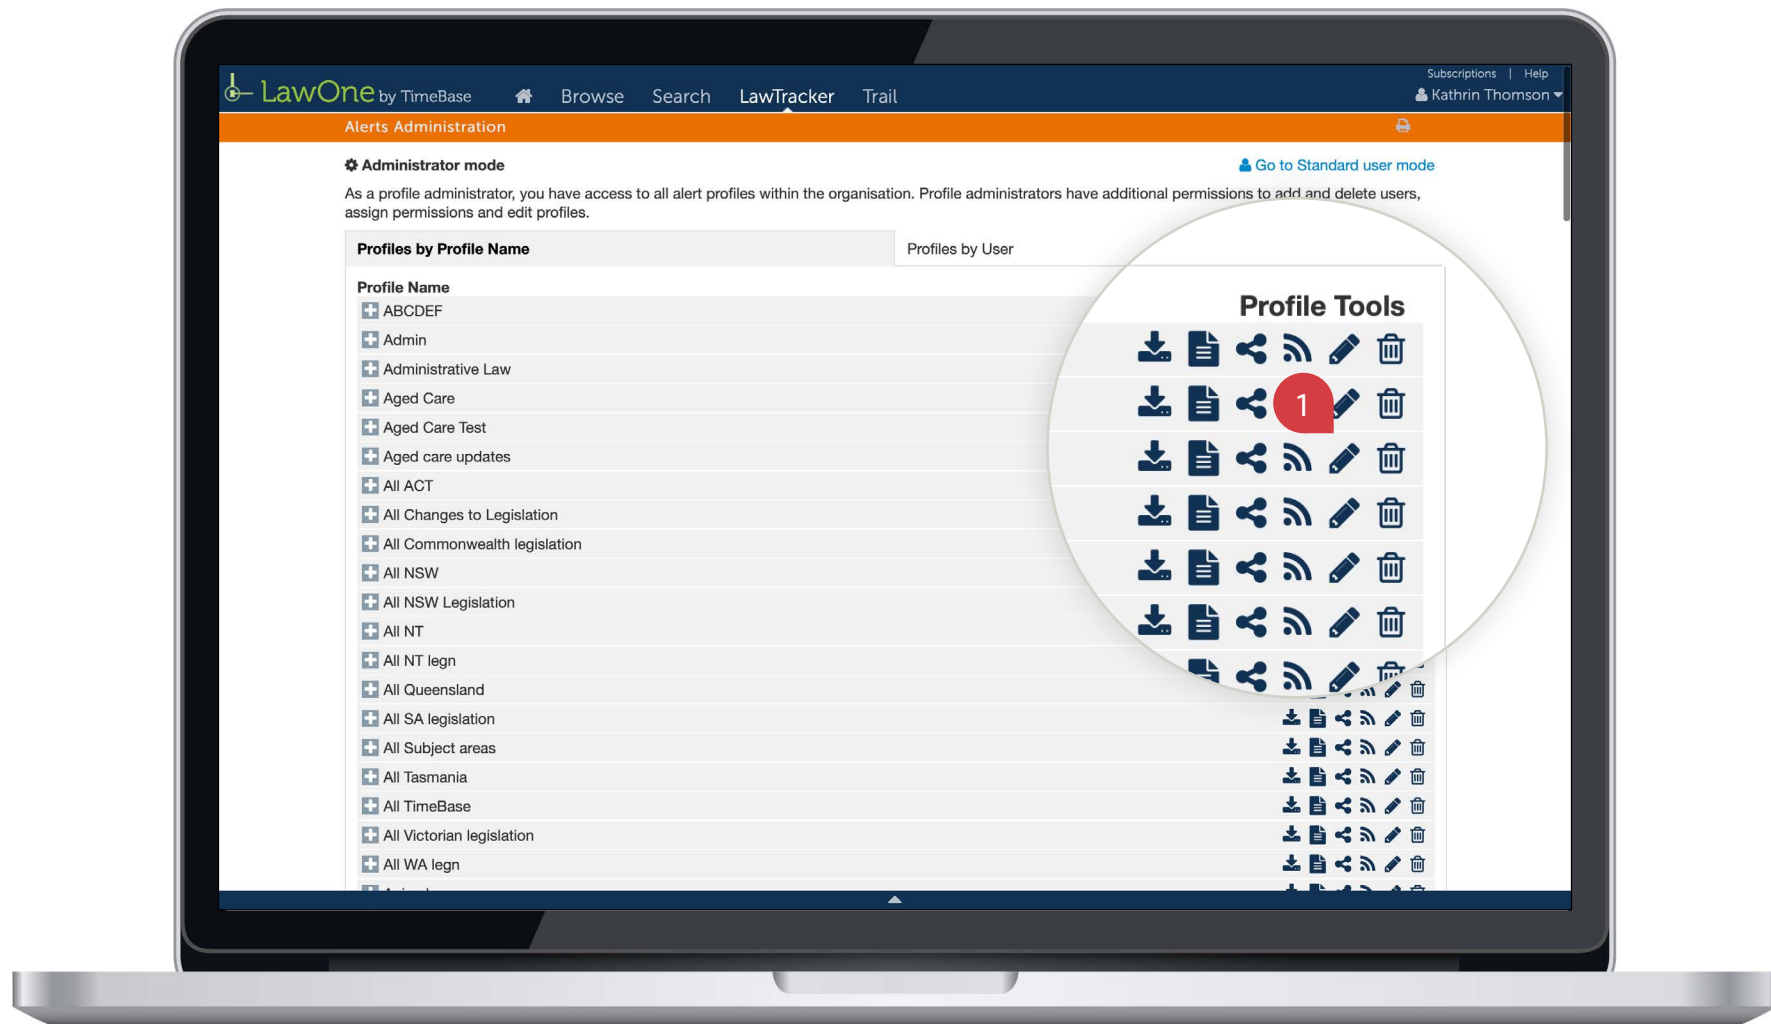 Subscriptions | Help
LawOne by TimeBase Browse Search LawTracker Trail Kathrin Thomson
Alerts Administration
Administrator mode Go to Standard user mode
As a profile administrator, you have access to all alert profiles within the organisation. Profile administrators have additional permissions to add and delete users,
assign permissions and edit profiles.
Profiles by Profile Name Profiles by User
Profile Name
Profile Tools
ABCDEF
Admin
Administrative Law
Aged Care
1
Aged Care Test
Aged care updates
All ACT
All Changes to Legislation
All Commonwealth legislation
All NSW
All NSW Legislation
All NT
All NT legn
All Queensland
All SA legislation
All Subject areas
All Tasmania
All TimeBase
All Victorian legislation
All WA legn